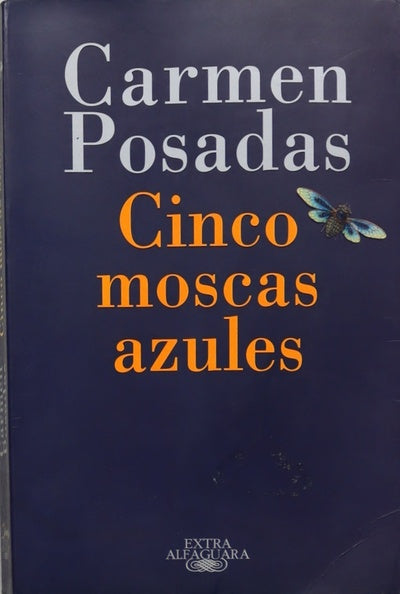 Carmen
Posadas
Cinco
moscas
azules
EXTRA
ALFAGUARA